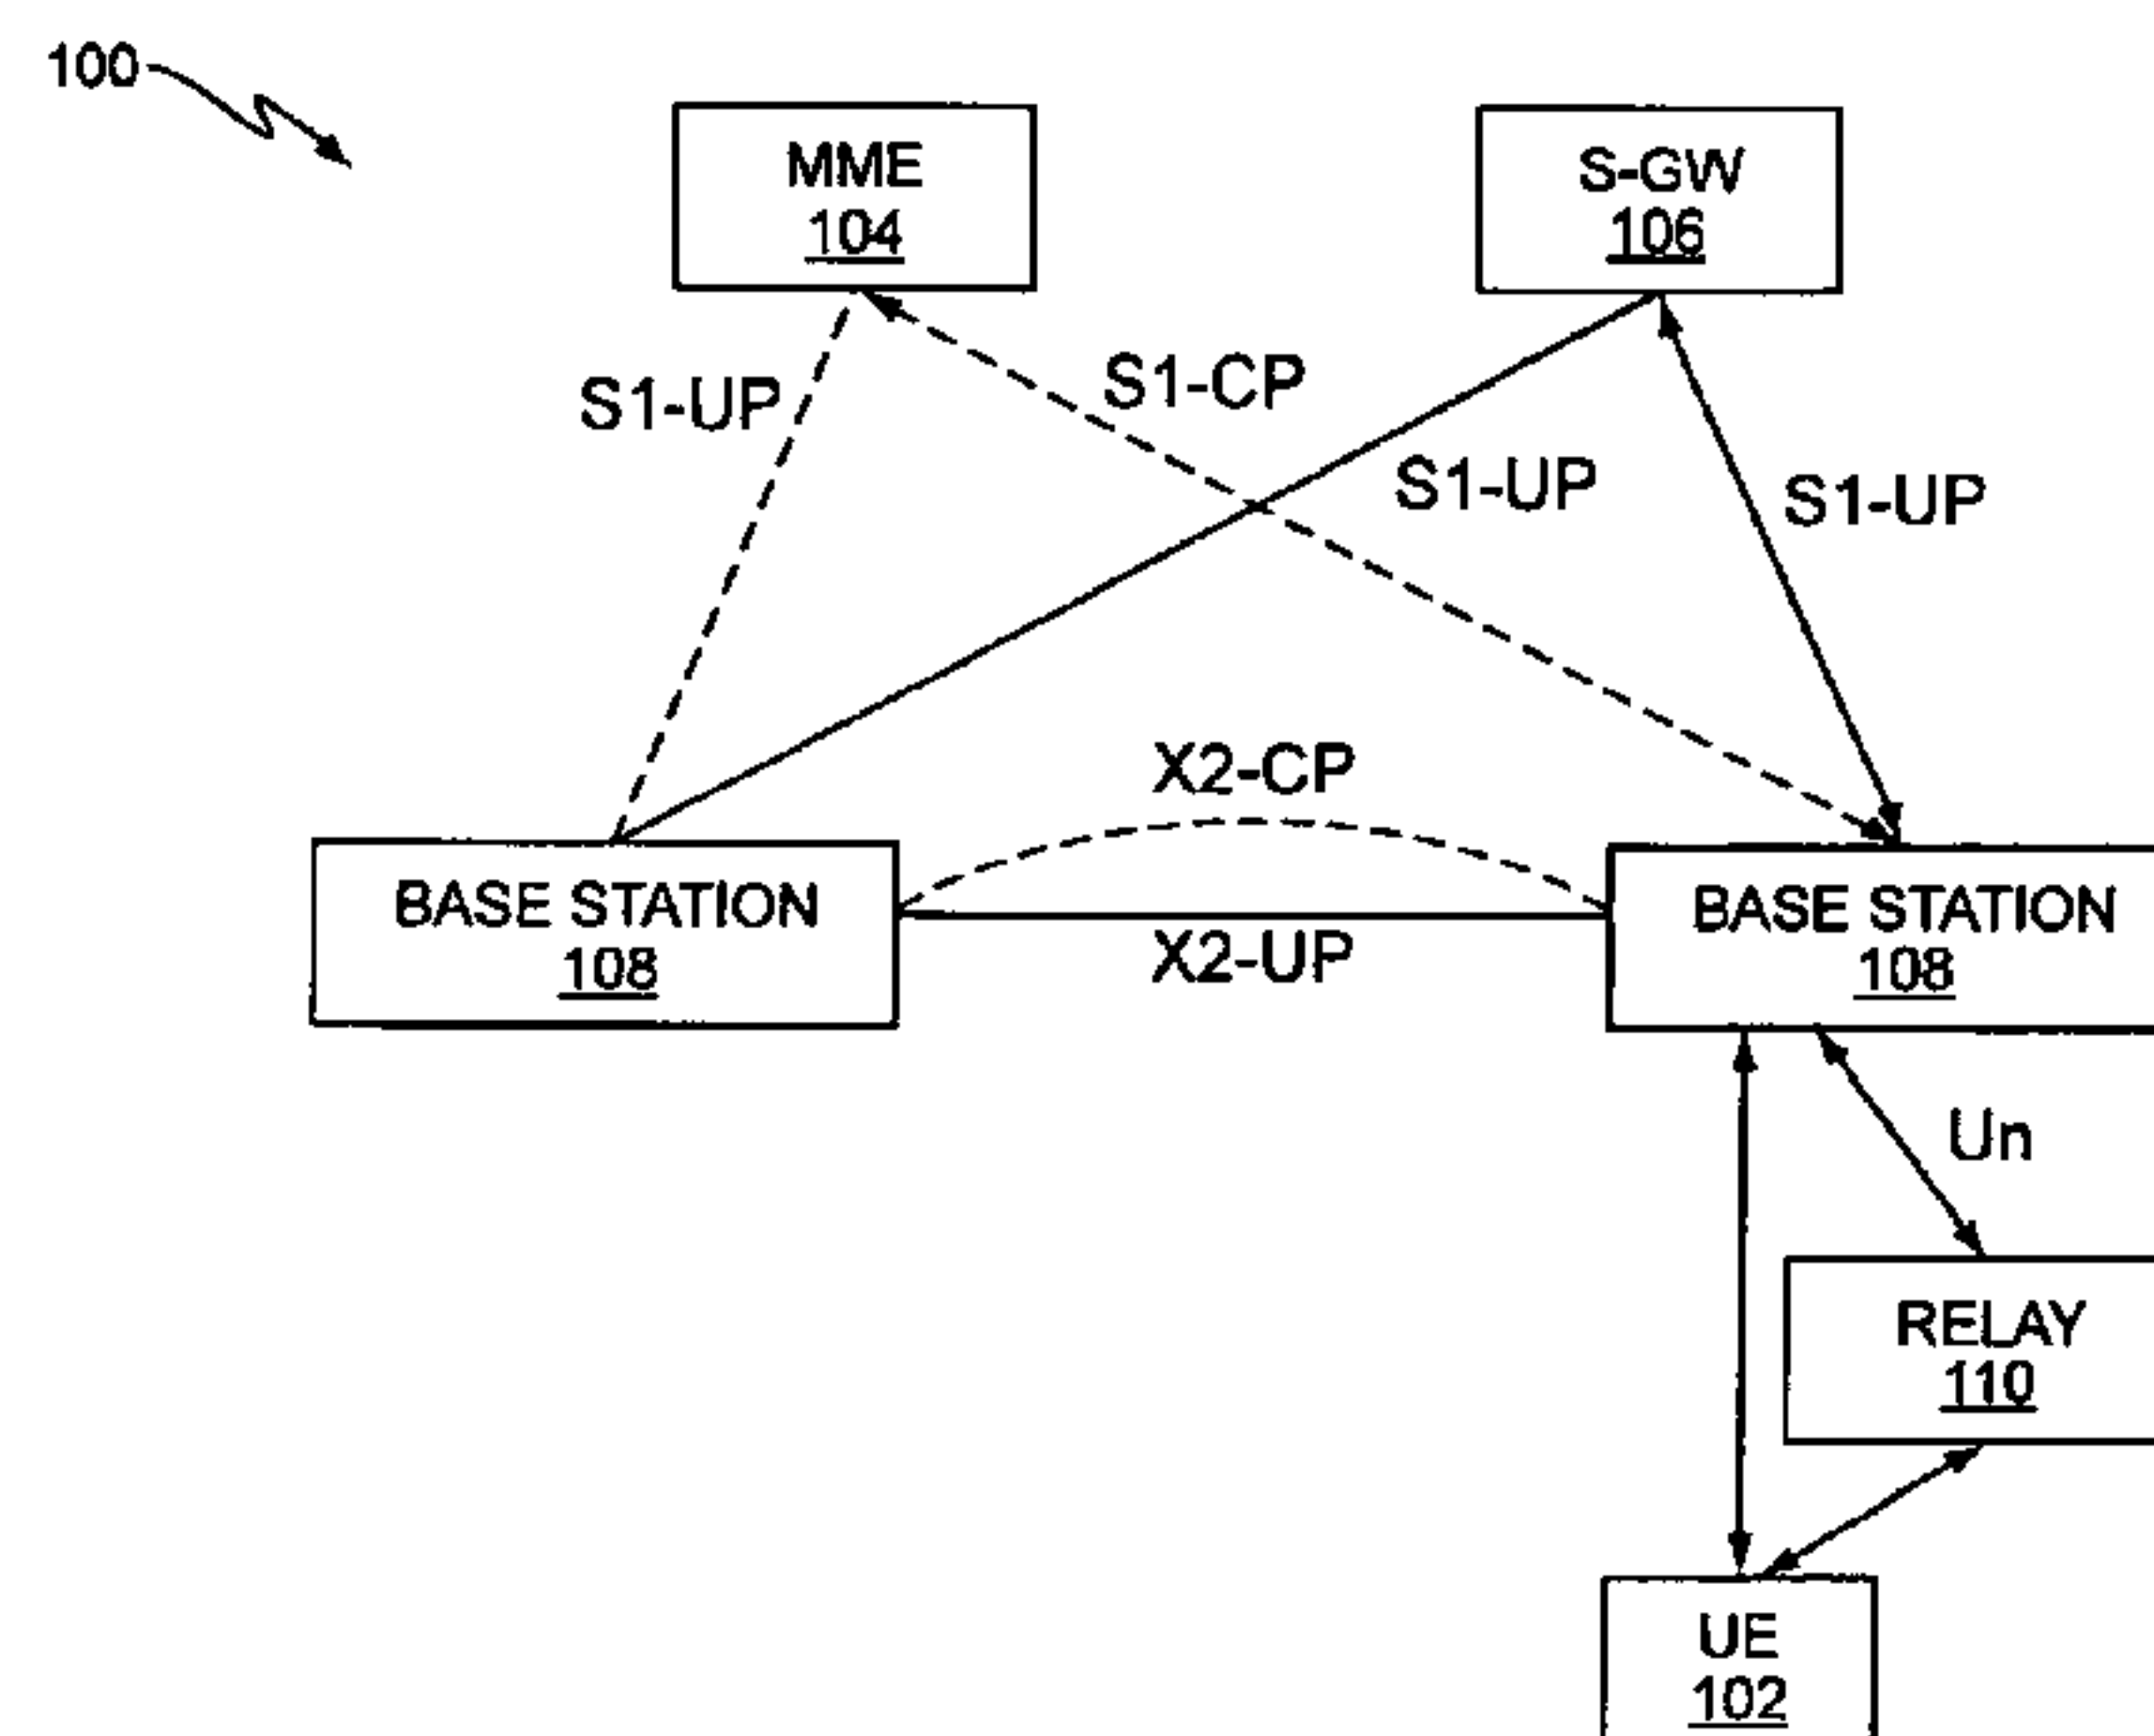 100
MME
104
S-GW
106
S1-UP
S1-CP
S1-UP
S1-UP
X2-CP
BASE STATION
108
X2-UP
BASE STATION
108
Un
RELAY
110
UE
102